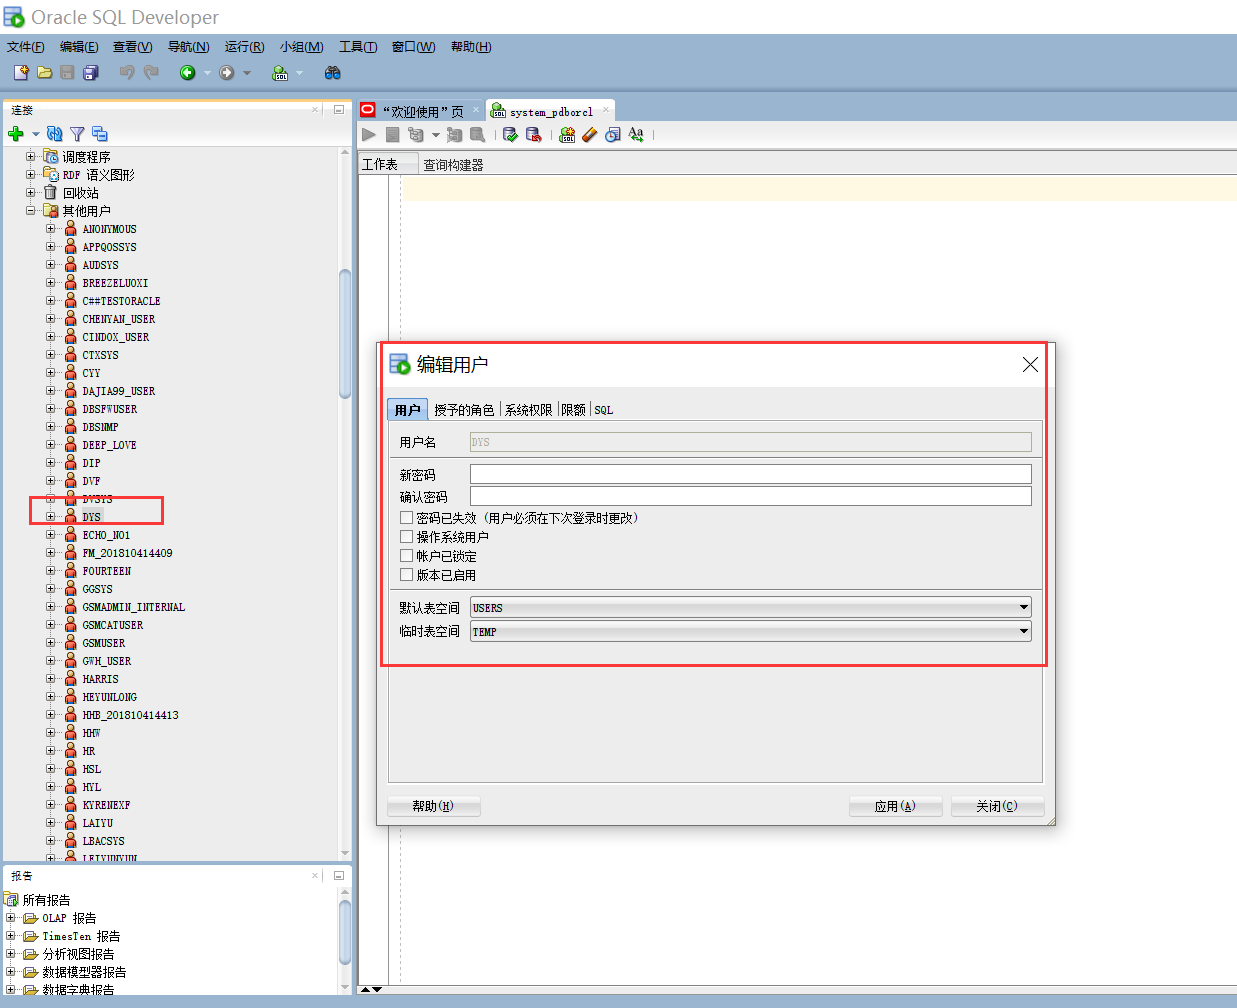 Oracle SQL Developer
文件(F) 编辑(E) 查看(V) 导航(N) 运行(R) 小组(M) 工具(T) 窗口(W) 帮助(H)
连接
调度程序
RDF 语义图形
回收站
其他用户
ANONYMOUS
APPQOSSYS
AUDSYS
BREEZELUOXI
C##TESTORACLE
CHENYAN_USER
CINDOX_USER
CTXSYS
CYY
DAJIA99_USER
DBSFWUSER
DBSNMP
DEEP_LOVE
DIP
DVF
DVSYS
DYS
ECHO_NO1
FM_201810414409
FOURTEEN
GGSYS
GSMADMIN_INTERNAL
GSMCATUSER
GSMUSER
GWH_USER
HARRIS
HEYUNLONG
HHB_201810414413
HHW
HR
HSL
HYL
KYRENEXF
LAIYU
LBACSYS
LEIYUNYUN
报告
所有报告
OLAP 报告
TimesTen 报告
分析视图报告
数据模型器报告
数据字典报告
“欢迎使用”页 system_pdborcl
工作表 查询构建器
编辑用户
用户 授予的角色 系统权限 限额 SQL
用户名 DYS
新密码
确认密码
密码已失效 (用户必须在下次登录时更改)
操作系统用户
帐户已锁定
版本已启用
默认表空间 USERS
临时表空间 TEMP
帮助(H) 应用(A) 关闭(C)